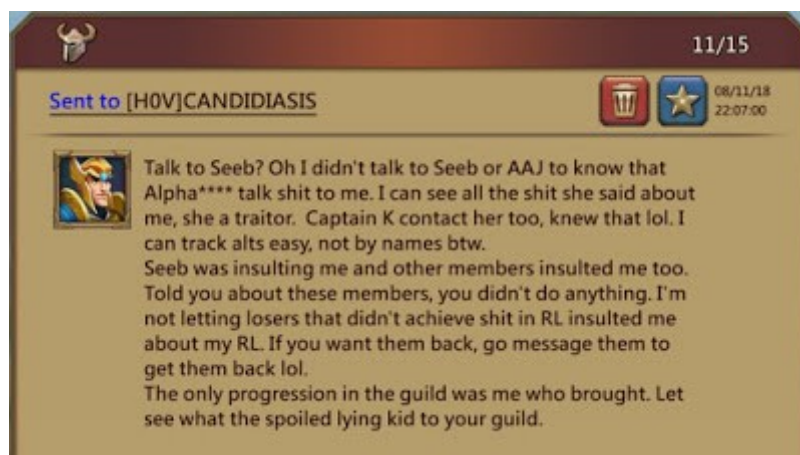 11/15
Sent to [H0V]CANDIDIASIS
08/11/18
22:07:00
Talk to Seeb? Oh I didn't talk to Seeb or AAJ to know that
Alpha**** talk shit to me. I can see all the shit she said about
me, she a traitor.  Captain K contact her too, knew that lol. I
can track alts easy, not by names btw.
Seeb was insulting me and other members insulted me too.
Told you about these members, you didn't do anything. I'm
not letting losers that didn't achieve shit in RL insulted me
about my RL. If you want them back, go message them to
get them back lol.
The only progression in the guild was me who brought. Let
see what the spoiled lying kid to your guild.